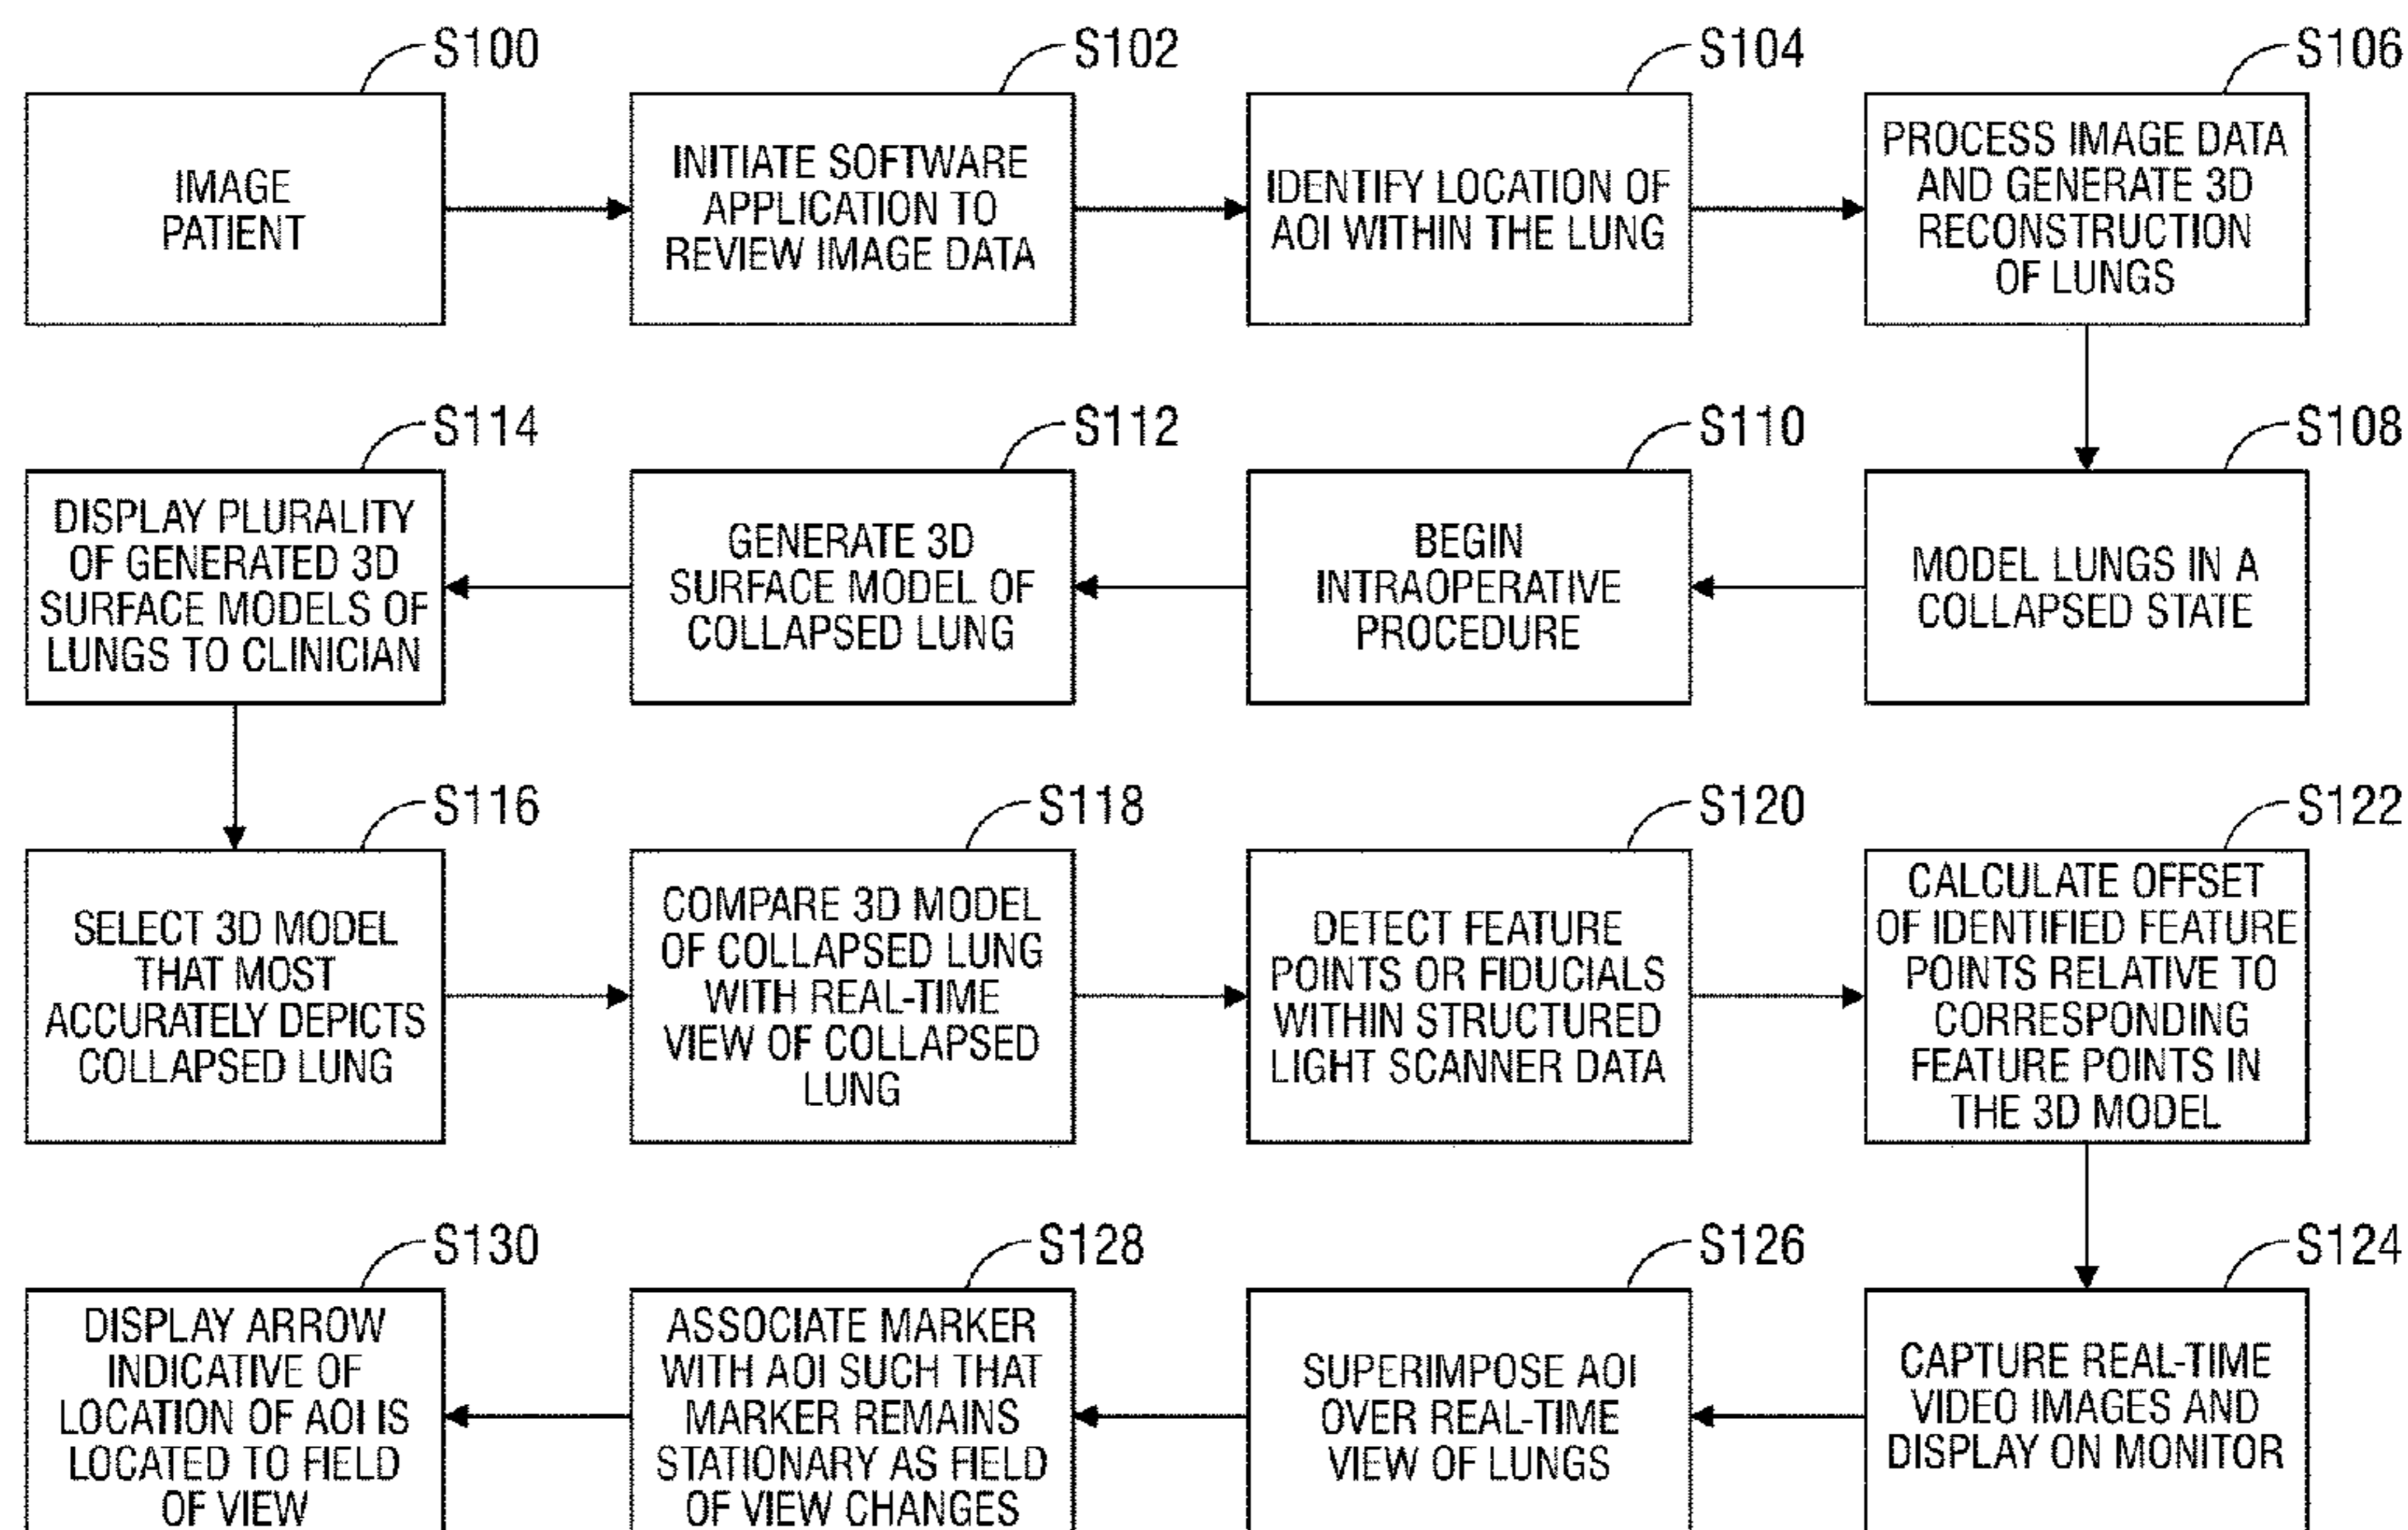 S100
IMAGE
PATIENT
S102
INITIATE SOFTWARE
APPLICATION TO
REVIEW IMAGE DATA
S104
IDENTIFY LOCATION OF
AOI WITHIN THE LUNG
S106
PROCESS IMAGE DATA
AND GENERATE 3D
RECONSTRUCTION
OF LUNGS
S108
MODEL LUNGS IN A
COLLAPSED STATE
S110
BEGIN
INTRAOPERATIVE
PROCEDURE
S112
GENERATE 3D
SURFACE MODEL OF
COLLAPSED LUNG
S114
DISPLAY PLURALITY
OF GENERATED 3D
SURFACE MODELS OF
LUNGS TO CLINICIAN
S116
SELECT 3D MODEL
THAT MOST
ACCURATELY DEPICTS
COLLAPSED LUNG
S118
COMPARE 3D MODEL
OF COLLAPSED LUNG
WITH REAL-TIME
VIEW OF COLLAPSED
LUNG
S120
DETECT FEATURE
POINTS OR FIDUCIALS
WITHIN STRUCTURED
LIGHT SCANNER DATA
S122
CALCULATE OFFSET
OF IDENTIFIED FEATURE
POINTS RELATIVE TO
CORRESPONDING
FEATURE POINTS IN
THE 3D MODEL
S124
CAPTURE REAL-TIME
VIDEO IMAGES AND
DISPLAY ON MONITOR
S126
SUPERIMPOSE AOI
OVER REAL-TIME
VIEW OF LUNGS
S128
ASSOCIATE MARKER
WITH AOI SUCH THAT
MARKER REMAINS
STATIONARY AS FIELD
OF VIEW CHANGES
S130
DISPLAY ARROW
INDICATIVE OF
LOCATION OF AOI IS
LOCATED TO FIELD
OF VIEW